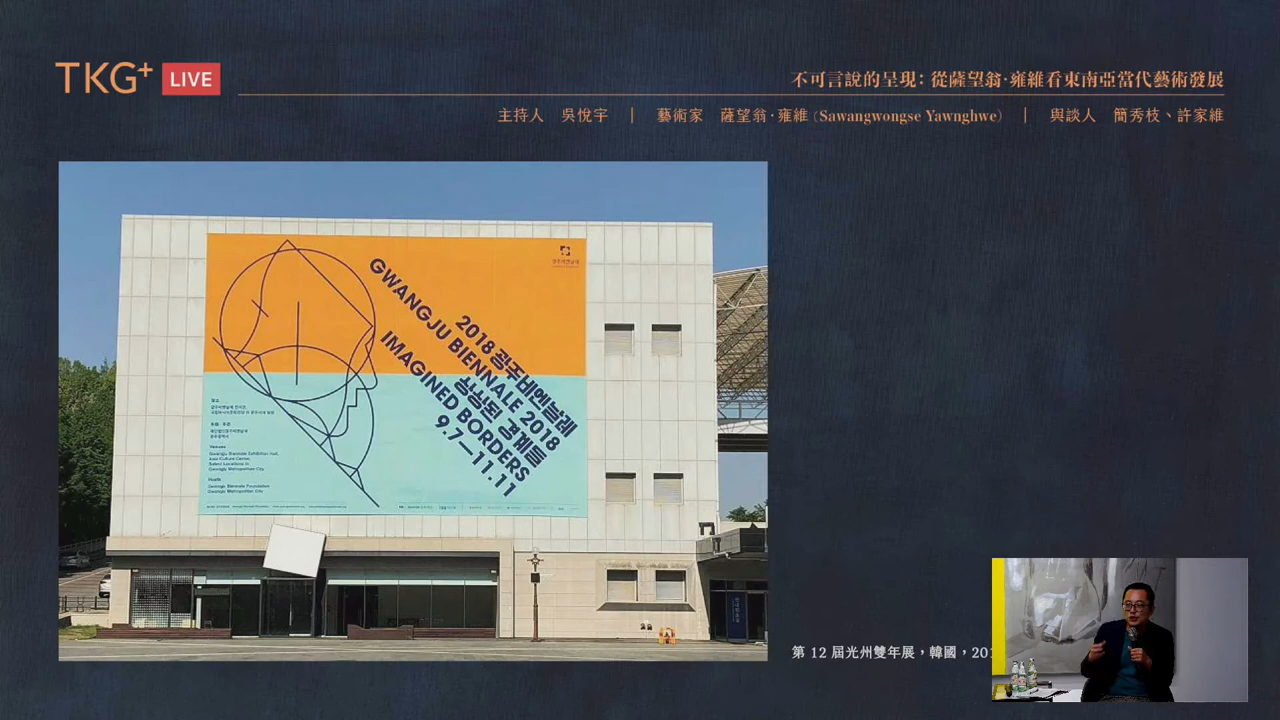 TKG+ LIVE
不可言說的呈現：從薩望翁·雍維看東南亞當代藝術發展
主持人 吳悅宇 ｜ 藝術家 薩望翁·雍維 (Sawangwongse Yawnghwe) ｜ 與談人 簡秀枝、許家維
2018 광주비엔날레
GWANGJU BIENNALE 2018
상상된 경계들
IMAGINED BORDERS
9.7—11.11
Venues
Gwangju Biennale Exhibition Hall,
Asia Culture Center,
Select Locations in
Gwangju Metropolitan City
Hosts
Gwangju Biennale Foundation
Gwangju Metropolitan City
第 12 屆光州雙年展，韓國，201